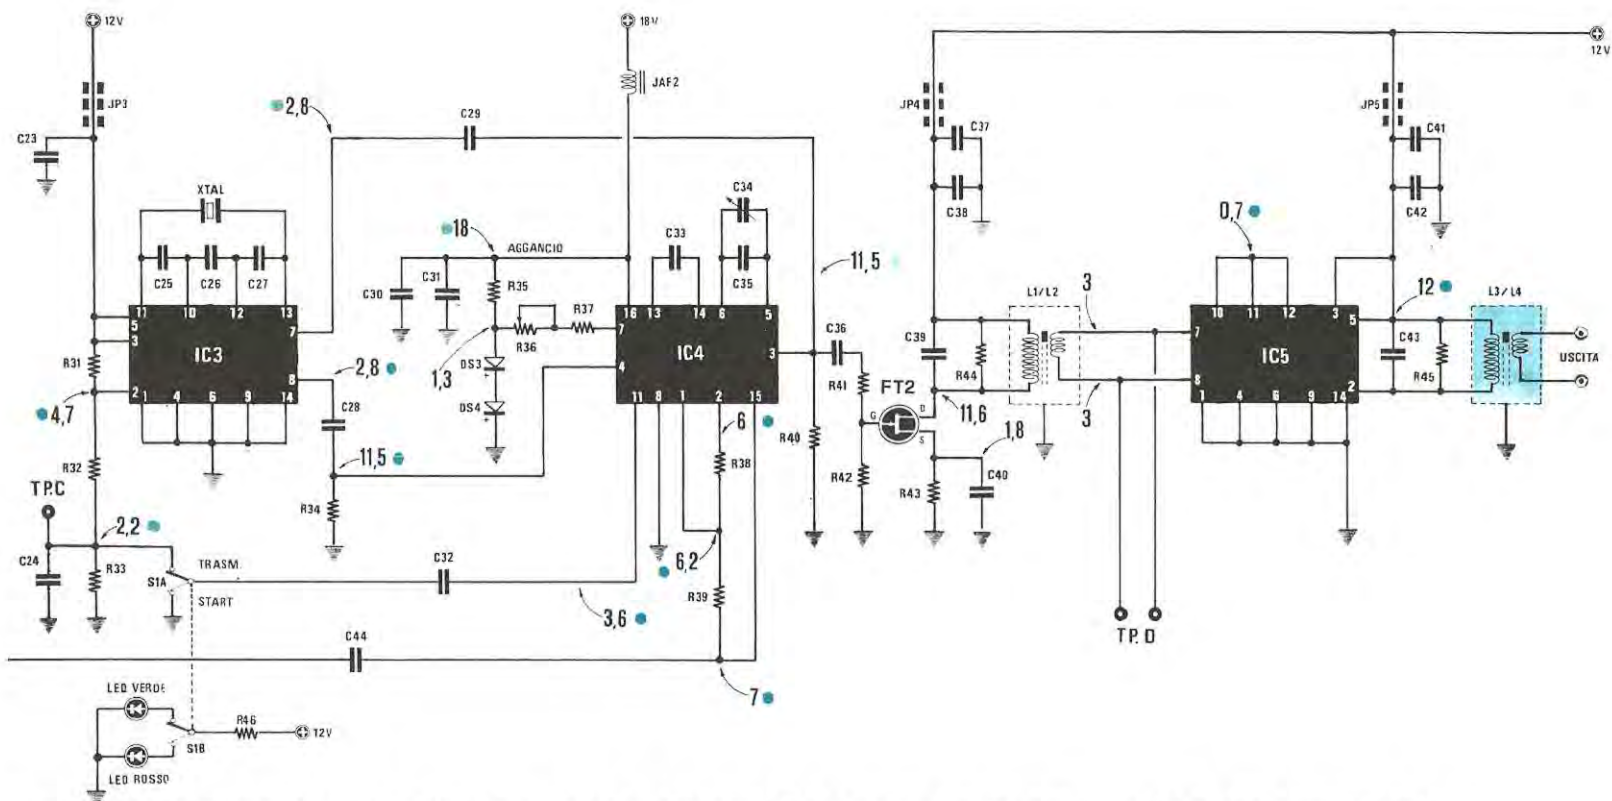 12V
18V
12V
JP3
JAF2
JP4
JP5
C23
2,8
C29
C37
C41
C38
C42
XTAL
C25
C26
C27
18
AGGANCIO
C34
C33
C35
C30
C31
R35
R36
R37
11,5
0,7
11
10
12
13
5
3
7
IC3
2
8
1
4
6
9
14
R31
4,7
2,8
C28
1,3
DS3
DS4
16
13
14
6
5
7
IC4
3
4
11
8
1
2
15
C36
R41
FT2
G
D
S
C39
R44
L1/L2
3
3
11,6
1,8
10
11
12
3
5
7
IC5
8
2
1
4
6
9
14
12
C43
R45
L3/L4
USCITA
R32
TP.C
11,5
R34
6
R38
R40
R42
R43
C40
2,2
C24
R33
S1A
TRASM.
START
C32
6,2
R39
3,6
TP. D
C44
7
LED VERDE
R46
12V
S1B
LED ROSSO